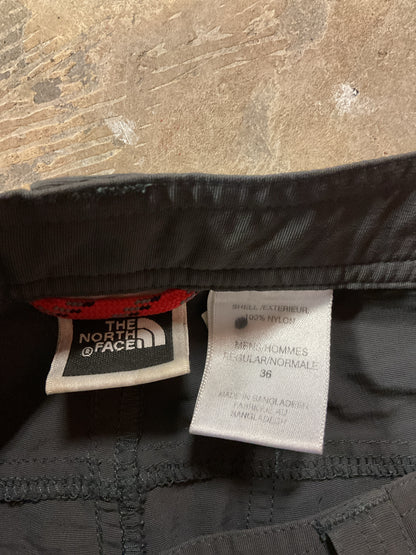 THE
NORTH
FACE
®
SHELL/EXTERIEUR
100% NYLON
MENS/HOMMES
REGULAR/NORMALE
36
MADE IN BANGLADESH
FABRIQUE AU
BANGLADESH